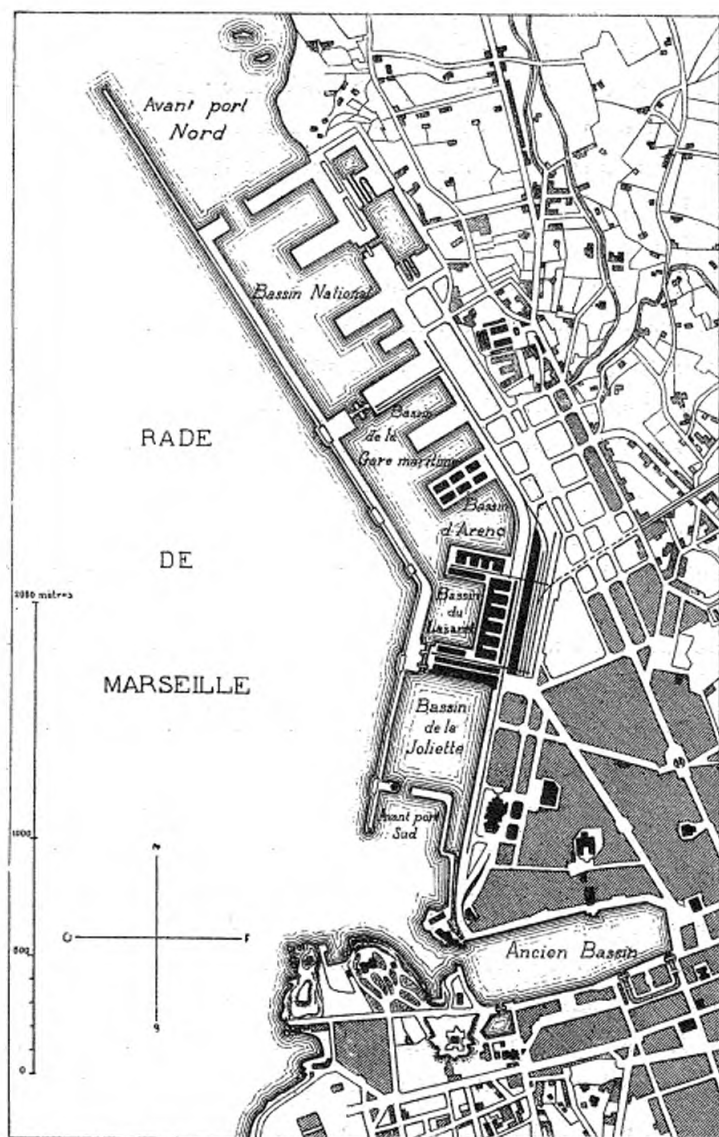 Avant port
Nord
Bassin National
Bassin
de la
Gare maritime
RADE
DE
MARSEILLE
Bassin
d'Arenc
Bassin
du
Lazaret
2000 mètres
Bassin
de la
Joliette
Avant port
Sud
1000
500
0
N
O
E
S
Ancien Bassin